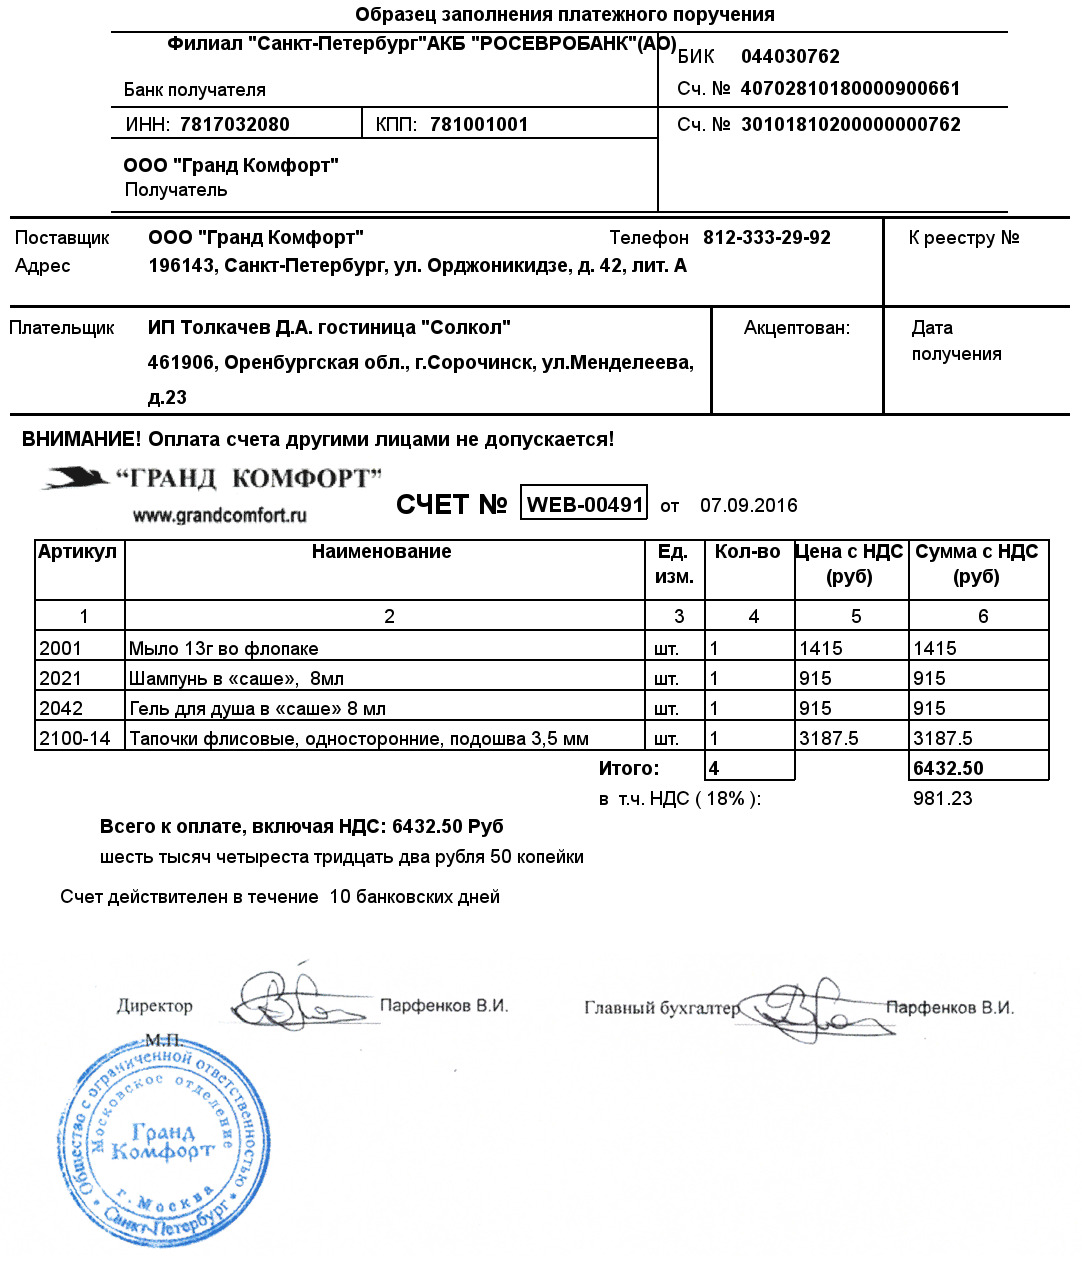 Образец заполнения платежного поручения
Филиал "Санкт-Петербург"АКБ "РОСЕВРОБАНК"(АО)
БИК 044030762
Банк получателя
Сч. № 40702810180000900661
ИНН: 7817032080 КПП: 781001001 Сч. № 30101810200000000762
ООО "Гранд Комфорт"
Получатель
Поставщик ООО "Гранд Комфорт" Телефон 812-333-29-92 К реестру №
Адрес 196143, Санкт-Петербург, ул. Орджоникидзе, д. 42, лит. А
Плательщик ИП Толкачев Д.А. гостиница "Солкол" Акцептован: Дата
получения
461906, Оренбургская обл., г.Сорочинск, ул.Менделеева,
д.23
ВНИМАНИЕ! Оплата счета другими лицами не допускается!
“ГРАНД КОМФОРТ”
www.grandcomfort.ru
СЧЕТ № WEB-00491 от 07.09.2016
Артикул Наименование Ед. Кол-во Цена с НДС Сумма с НДС
изм. (руб) (руб)
1 2 3 4 5 6
2001 Мыло 13г во флопаке шт. 1 1415 1415
2021 Шампунь в «саше», 8мл шт. 1 915 915
2042 Гель для душа в «саше» 8 мл шт. 1 915 915
2100-14 Тапочки флисовые, односторонние, подошва 3,5 мм шт. 1 3187.5 3187.5
Итого: 4 6432.50
в т.ч. НДС ( 18% ): 981.23
Всего к оплате, включая НДС: 6432.50 Руб
шесть тысяч четыреста тридцать два рубля 50 копейки
Счет действителен в течение 10 банковских дней
Директор Парфенков В.И. Главный бухгалтер Парфенков В.И.
М.П.
Общество с ограниченной ответственностью
Московское отделение
Гранд
Комфорт
г. Москва
Санкт-Петербург